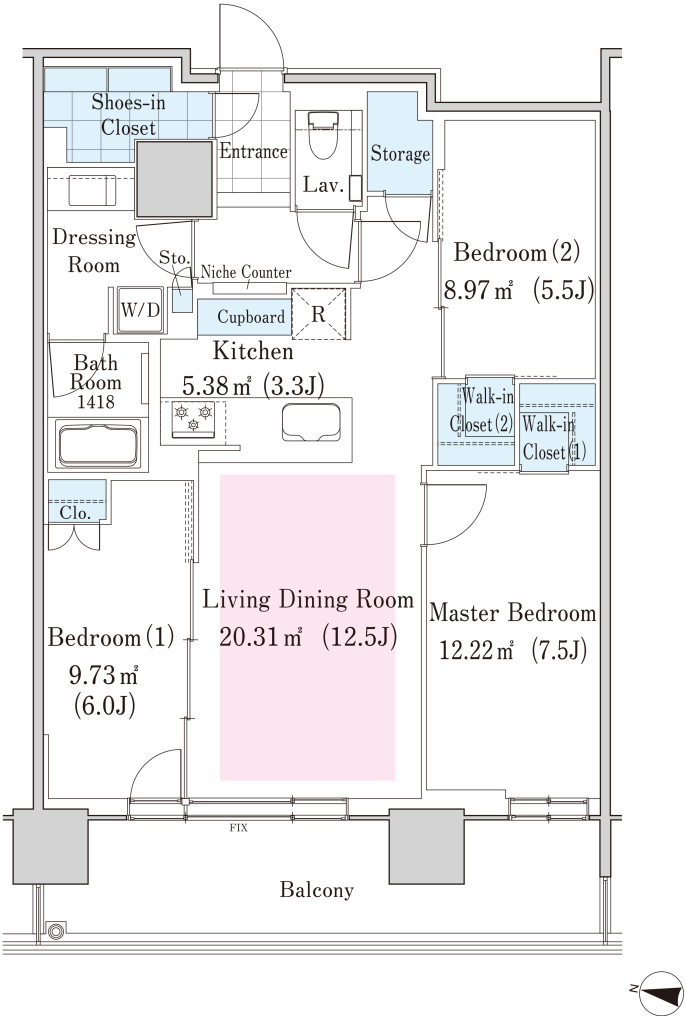 Shoes-in
Closet
Entrance
Lav.
Storage
Dressing
Room
Sto.
Niche Counter
W/D
Cupboard
R
Bedroom(2)
8.97㎡ (5.5J)
Kitchen
5.38㎡ (3.3J)
Bath
Room
1418
Walk-in
Closet(2)
Walk-in
Closet(1)
Clo.
Living Dining Room
20.31㎡ (12.5J)
Master Bedroom
12.22㎡ (7.5J)
Bedroom(1)
9.73㎡
(6.0J)
FIX
Balcony
N